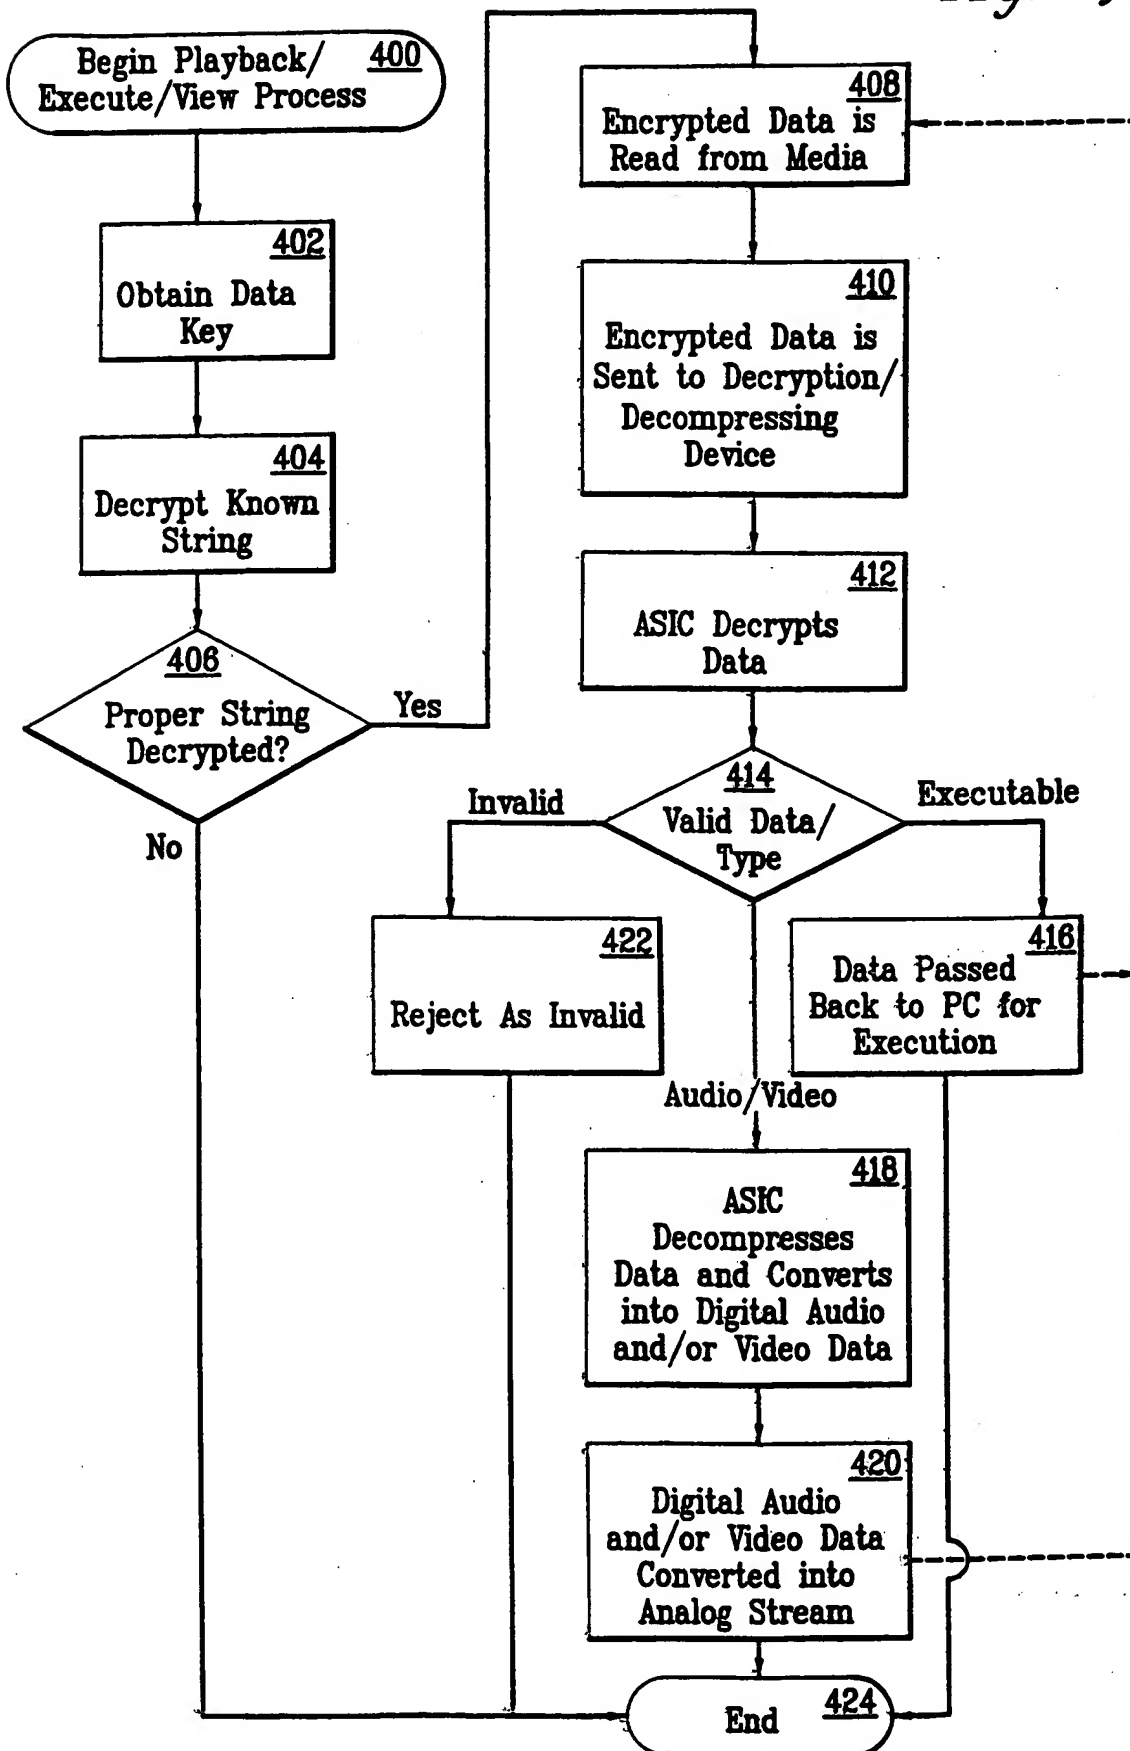 Begin Playback/ 400
Execute/View Process
402
Obtain Data
Key
404
Decrypt Known
String
406
Proper String
Decrypted?
Yes
No
408
Encrypted Data is
Read from Media
410
Encrypted Data is
Sent to Decryption/
Decompressing
Device
412
ASIC Decrypts
Data
414
Valid Data/
Type
Invalid
Executable
422
Reject As Invalid
416
Data Passed
Back to PC for
Execution
Audio/Video
418
ASIC
Decompresses
Data and Converts
into Digital Audio
and/or Video Data
420
Digital Audio
and/or Video Data
Converted into
Analog Stream
End 424